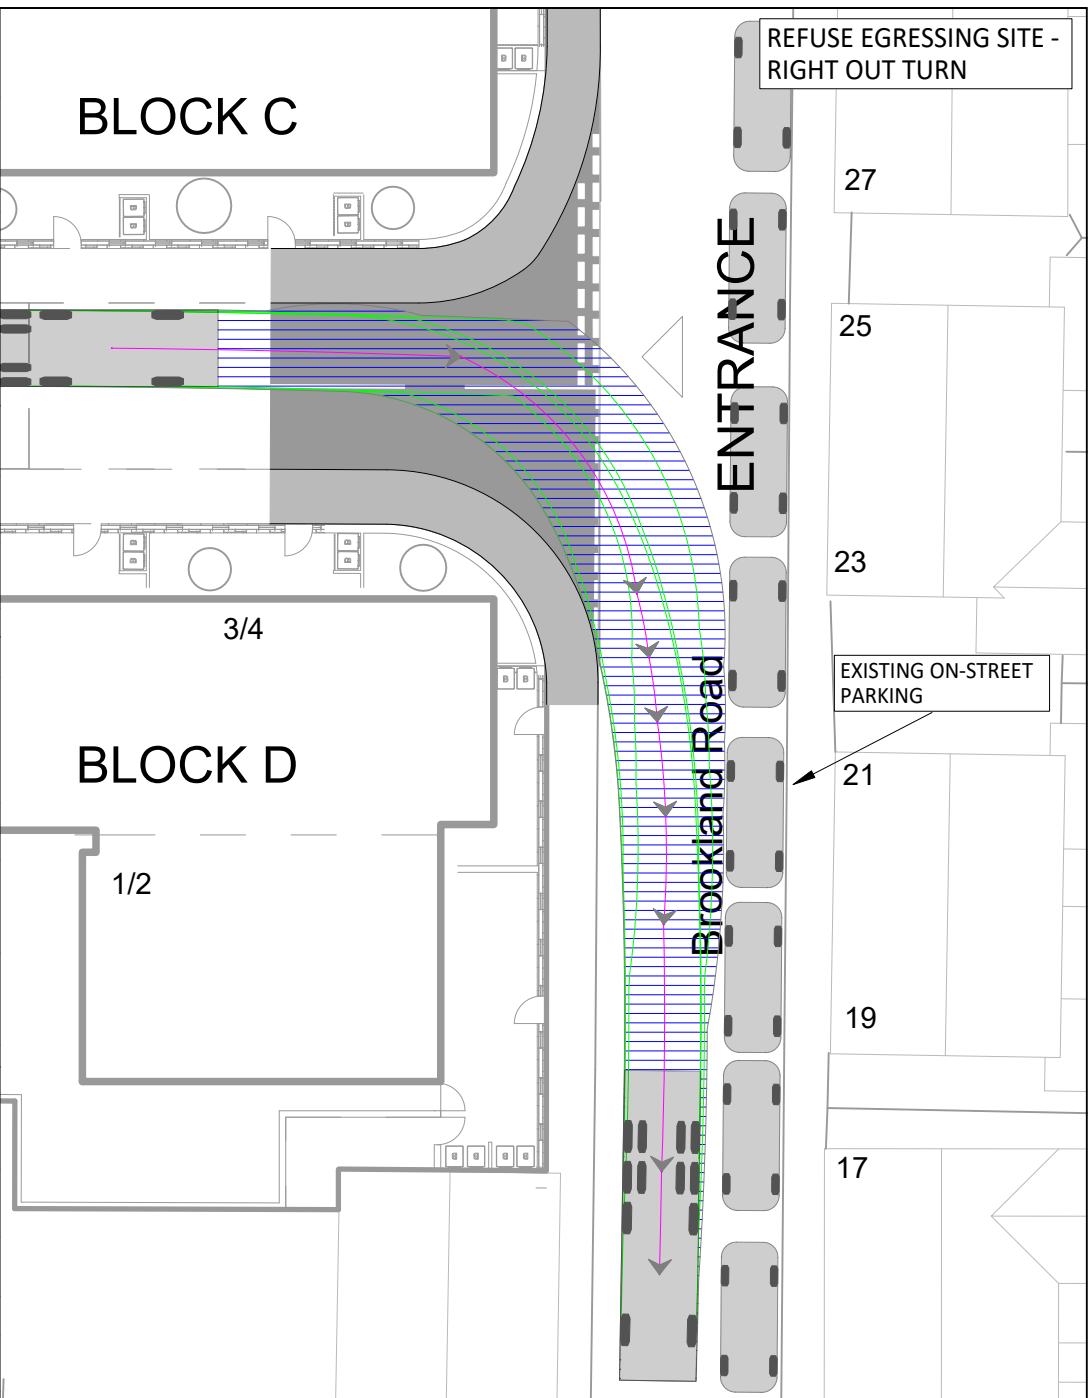 REFUSE EGRESSING SITE -
RIGHT OUT TURN
BLOCK C
27
ENTRANCE
25
23
3/4
EXISTING ON-STREET
PARKING
Brookland Road
BLOCK D
21
1/2
19
17